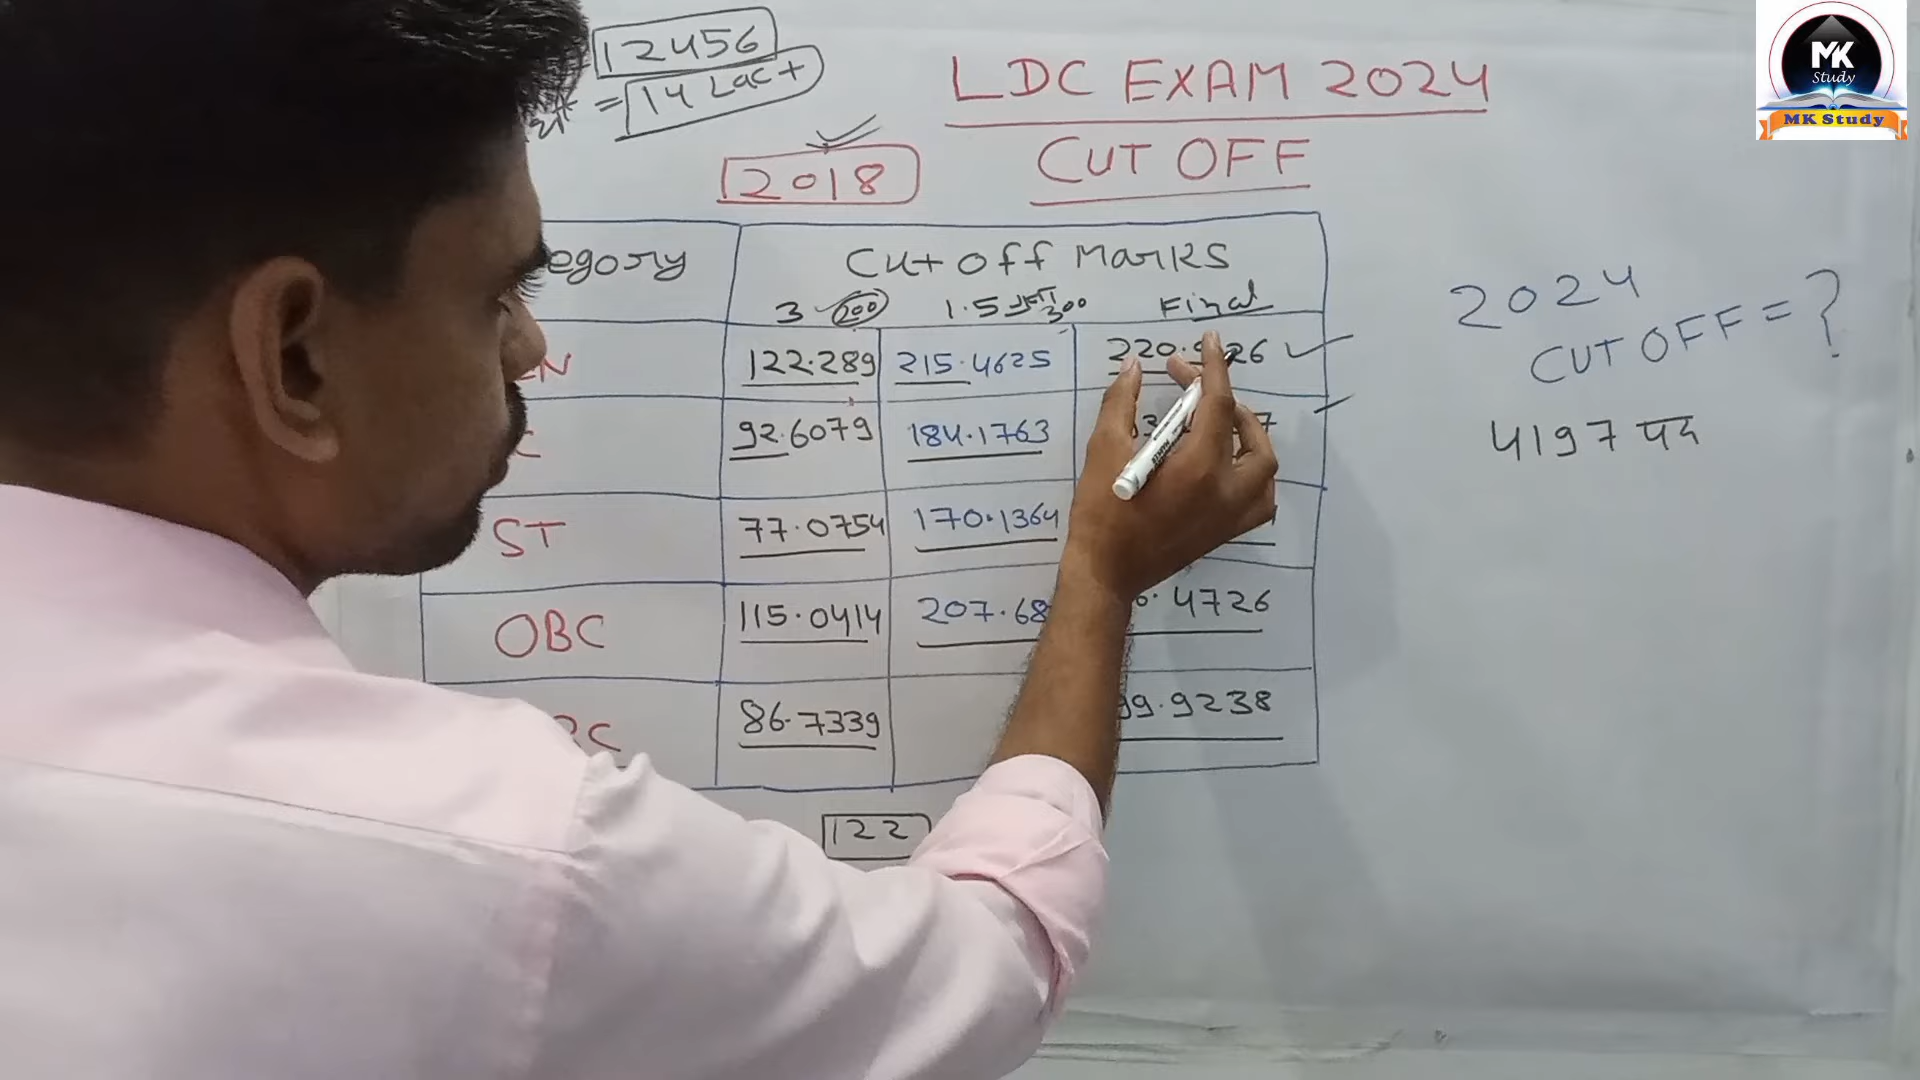 12456
= 14 Lac+
LDC EXAM 2024
2018
CUT OFF
MK
Study
MK Study
Cut off Marks
3 200 1.5 300 Final
122.289 215.4625
92.6079 184.1763
ST 77.0754 170.1364
OBC 115.0414 4726
86.7339 99.9238
122
2024
CUT OFF = ?
4197 पद